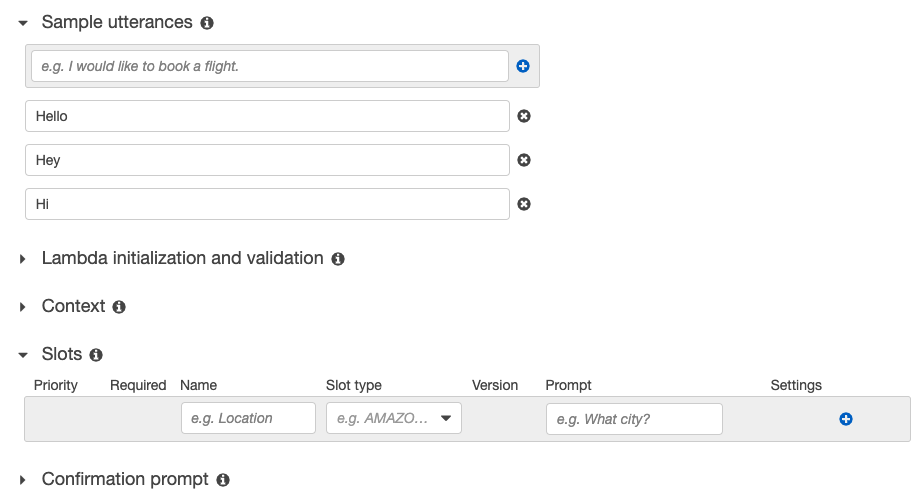 Sample utterances
e.g. I would like to book a flight.
Hello
Hey
Hi
Lambda initialization and validation
Context
Slots
Priority Required Name Slot type Version Prompt Settings
e.g. Location e.g. AMAZO... e.g. What city?
Confirmation prompt